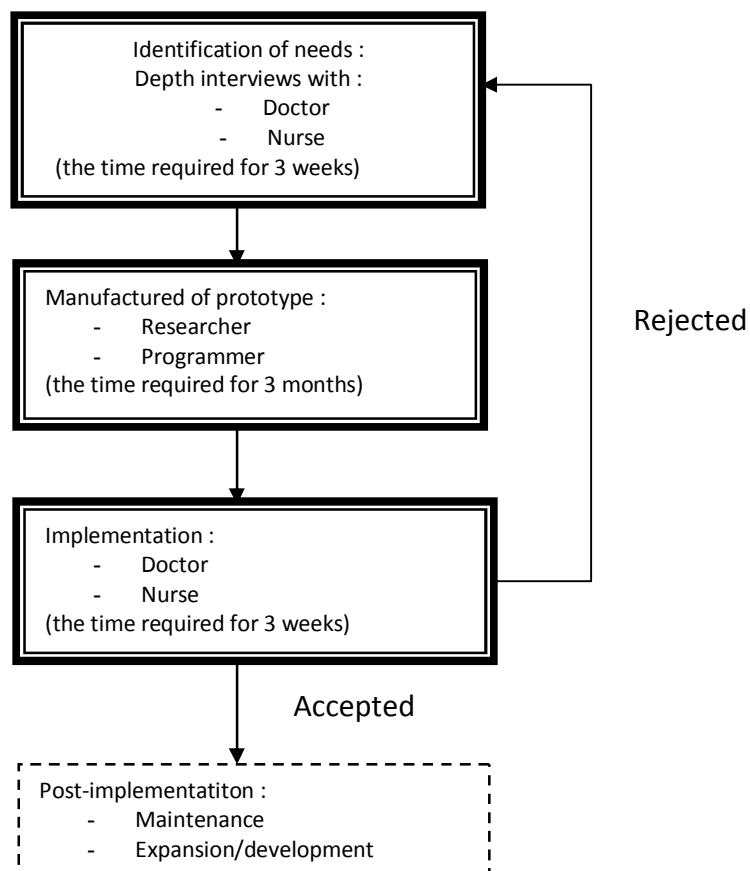 Identification of needs :
Depth interviews with :
- Doctor
- Nurse
(the time required for 3 weeks)
Manufactured of prototype :
- Researcher
- Programmer
(the time required for 3 months)
Rejected
Implementation :
- Doctor
- Nurse
(the time required for 3 weeks)
Accepted
Post-implementatiton :
- Maintenance
- Expansion/development